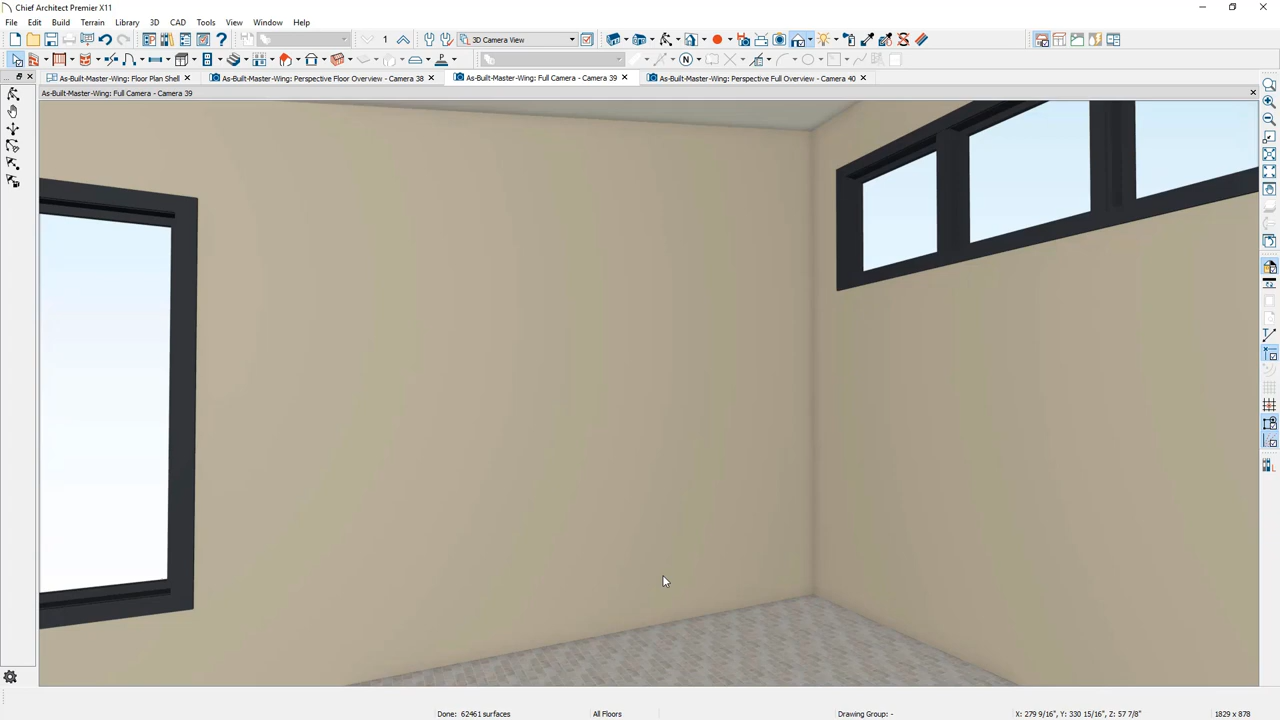 Chief Architect Premier X11
File Edit Build Terrain Library 3D CAD Tools View Window Help
1 3D Camera View
P N
As-Built-Master-Wing: Floor Plan Shell As-Built-Master-Wing: Perspective Floor Overview - Camera 38 As-Built-Master-Wing: Full Camera - Camera 39 As-Built-Master-Wing: Perspective Full Overview - Camera 40
As-Built-Master-Wing: Full Camera - Camera 39
Done: 62461 surfaces All Floors Drawing Group: - X: 279 9/16", Y: 330 15/16", Z: 57 7/8" 1829 x 878